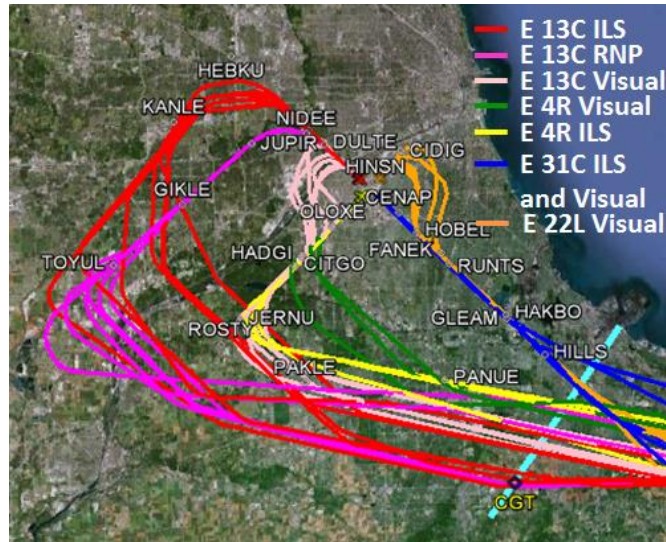 E 13C ILS
E 13C RNP
E 13C Visual
E 4R Visual
E 4R ILS
E 31C ILS
and Visual
E 22L Visual
HEBKU
KANLE
NIDEE
JUPIR
DULTE
CIDIG
HINSN
GIKLE
CENAP
OLOXE
HOBEL
HADGI
FANEK
TOYUL
CITGO
RUNTS
GLEAM
HAKBO
JERNU
ROSTY
HILLS
PAKLE
PANUE
CGT